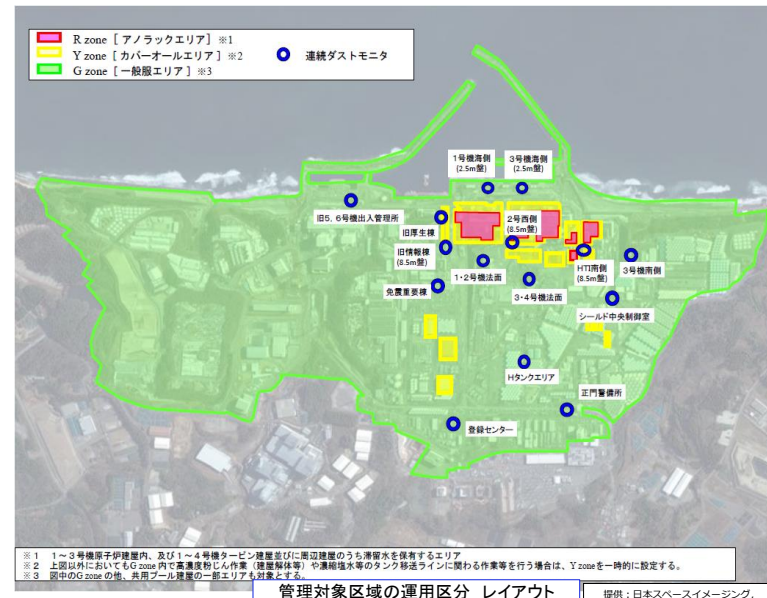 R zone [ アノラックエリア] ※1
Y zone [ カバーオールエリア ] ※2
G zone [ 一般服エリア ] ※3
連続ダストモニタ
1号機海側
(2.5m盤)
3号機海側
(2.5m盤)
旧5. 6号機出入管理所
旧厚生棟
2号西側
(8.5m盤)
旧情報棟
(8.5m盤)
1・2号機法面
HTI南側
(8.5m盤)
3号機南側
免震重要棟
3・4号機法面
シールド中央制御室
Hタンクエリア
正門警備所
登録センター
※1 1~3号機原子炉建屋内、及び1~4号機タービン建屋並びに周辺建屋のうち滞留水を保有するエリア
※2 上図以外においてもG zone 内で高濃度粉じん作業(建屋解体等)や濃縮塩水等のタンク移送ラインに関わる作業等を行う場合は、Y zoneを一時的に設定する。
※3 図中のG zone の他、共用プール建屋の一部エリアも対象とする。
管理対象区域の運用区分 レイアウト
提供:日本スペースイメージング,